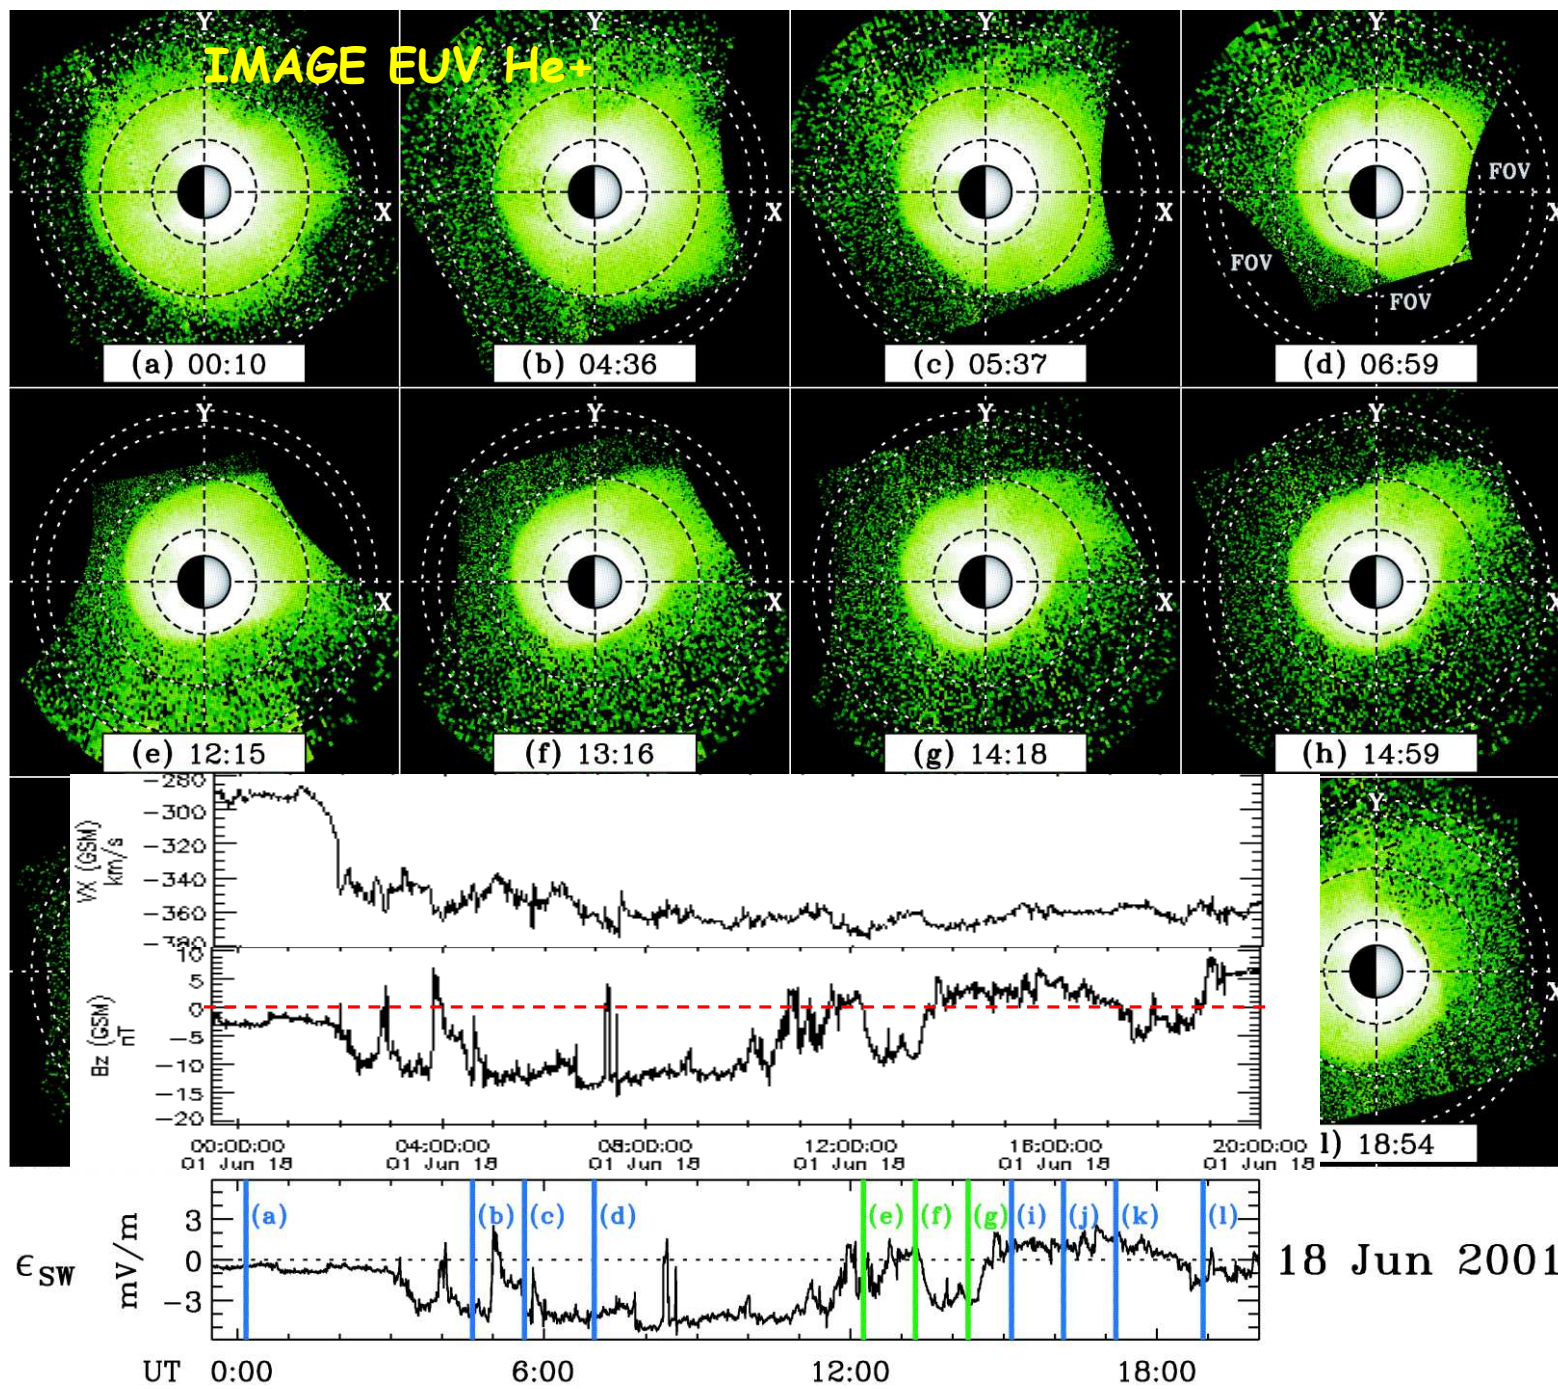 IMAGE EUV He+
Y Y Y Y
X X X X
FOV
FOV
FOV
(a) 00:10 (b) 04:36 (c) 05:37 (d) 06:59
Y Y Y Y
X X X X
(e) 12:15 (f) 13:16 (g) 14:18 (h) 14:59
VX (GSM)
km/s
-280
-300
-320
-340
-360
-380
Y
X
l) 18:54
Bz (GSM)
nT
10
5
0
-5
-10
-15
-20
00:00:00 04:00:00 08:00:00 12:00:00 16:00:00 20:00:00
01 Jun 18 01 Jun 18 01 Jun 18 01 Jun 18 01 Jun 18 01 Jun 18
(a) (b) (c) (d) (e) (f) (g) (i) (j) (k) (l)
ϵSW mV/m
3
0
-3
18 Jun 2001
UT 0:00 6:00 12:00 18:00